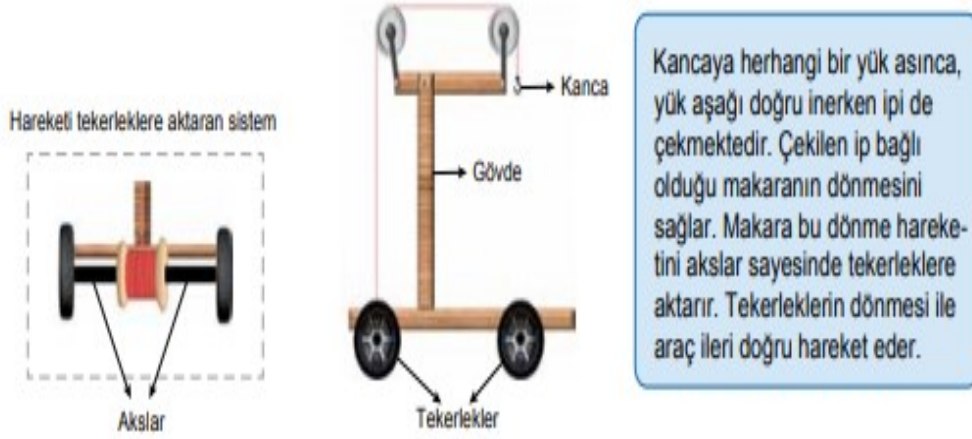 Hareketi tekerleklere aktaran sistem
Akslar
Kanca
Gövde
Tekerlekler
Kancaya herhangi bir yük asınca,
yük aşağı doğru inerken ipi de
çekmektedir. Çekilen ip bağlı
olduğu makaranın dönmesini
sağlar. Makara bu dönme hareke-
tini akslar sayesinde tekerleklere
aktarır. Tekerleklerin dönmesi ile
araç ileri doğru hareket eder.